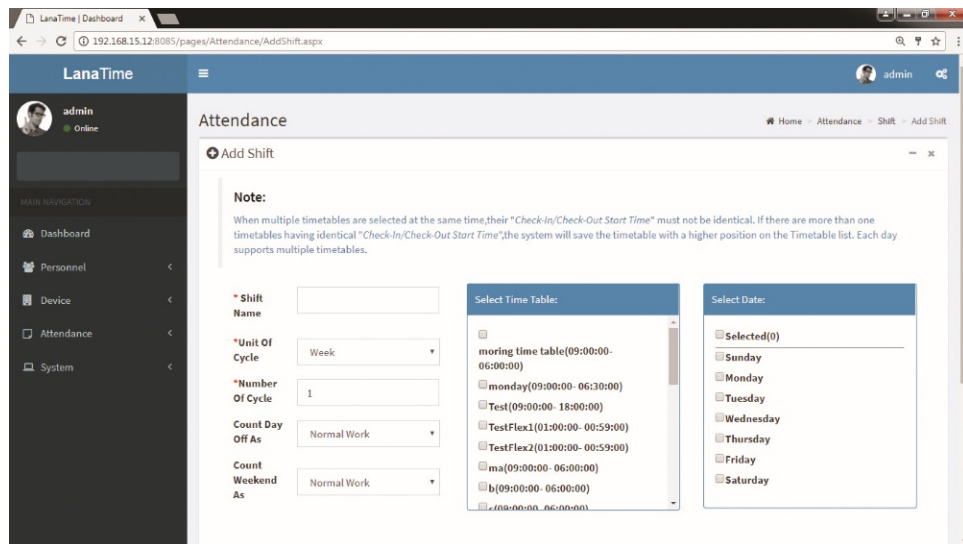 LanaTime | Dashboard
192.168.15.12:8085/pages/Attendance/AddShift.aspx
LanaTime
admin
admin
Online
Attendance
Home > Attendance > Shift > Add Shift
Add Shift
MAIN NAVIGATION
Dashboard
Personnel
Device
Attendance
System
Note:
When multiple timetables are selected at the same time,their "Check-In/Check-Out Start Time" must not be identical. If there are more than one
timetables having identical "Check-In/Check-Out Start Time",the system will save the timetable with a higher position on the Timetable list. Each day
supports multiple timetables.
* Shift
Name
*Unit Of
Cycle
Week
*Number
Of Cycle
1
Count Day
Off As
Normal Work
Count
Weekend
As
Normal Work
Select Time Table:
moring time table(09:00:00-
06:00:00)
monday(09:00:00- 06:30:00)
Test(09:00:00- 18:00:00)
TestFlex1(01:00:00- 00:59:00)
TestFlex2(01:00:00- 00:59:00)
ma(09:00:00- 06:00:00)
b(09:00:00- 06:00:00)
c(09:00:00- 06:00:00)
Select Date:
Selected(0)
Sunday
Monday
Tuesday
Wednesday
Thursday
Friday
Saturday